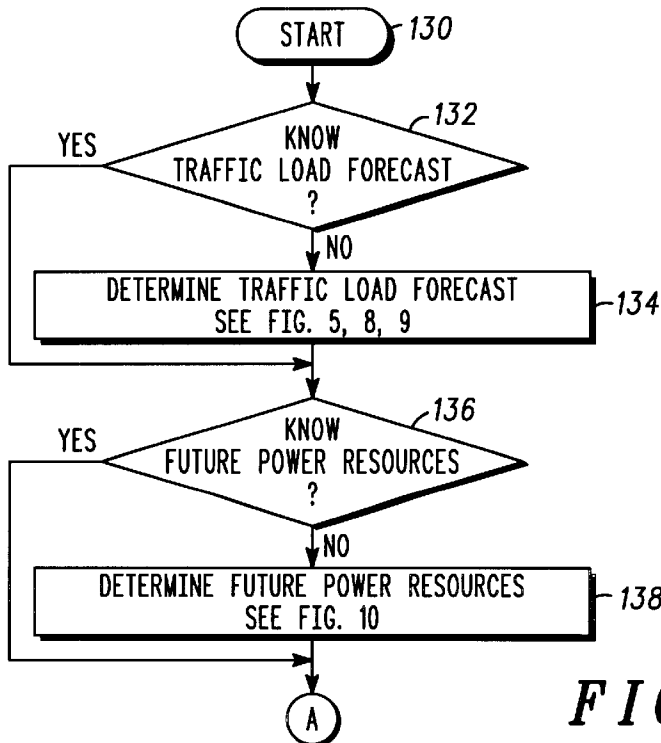 START
130
132
KNOW
TRAFFIC LOAD FORECAST
?
YES
NO
DETERMINE TRAFFIC LOAD FORECAST
SEE FIG. 5, 8, 9
134
136
KNOW
FUTURE POWER RESOURCES
?
YES
NO
DETERMINE FUTURE POWER RESOURCES
SEE FIG. 10
138
A